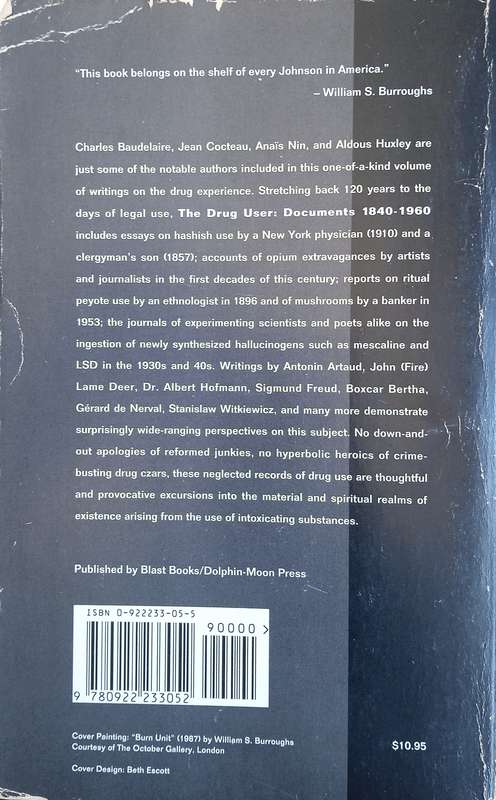 “This book belongs on the shelf of every Johnson in America.”
– William S. Burroughs
Charles Baudelaire, Jean Cocteau, Anaïs Nin, and Aldous Huxley are
just some of the notable authors included in this one-of-a-kind volume
of writings on the drug experience. Stretching back 120 years to the
days of legal use, The Drug User: Documents 1840-1960
includes essays on hashish use by a New York physician (1910) and a
clergyman’s son (1857); accounts of opium extravagances by artists
and journalists in the first decades of this century; reports on ritual
peyote use by an ethnologist in 1896 and of mushrooms by a banker in
1953; the journals of experimenting scientists and poets alike on the
ingestion of newly synthesized hallucinogens such as mescaline and
LSD in the 1930s and 40s. Writings by Antonin Artaud, John (Fire)
Lame Deer, Dr. Albert Hofmann, Sigmund Freud, Boxcar Bertha,
Gérard de Nerval, Stanislaw Witkiewicz, and many more demonstrate
surprisingly wide-ranging perspectives on this subject. No down-and-
out apologies of reformed junkies, no hyperbolic heroics of crime-
busting drug czars, these neglected records of drug use are thoughtful
and provocative excursions into the material and spiritual realms of
existence arising from the use of intoxicating substances.
Published by Blast Books/Dolphin-Moon Press
ISBN 0-922233-05-5
90000>
9 780922 233052
Cover Painting: “Burn Unit” (1987) by William S. Burroughs
Courtesy of The October Gallery, London
$10.95
Cover Design: Beth Escott